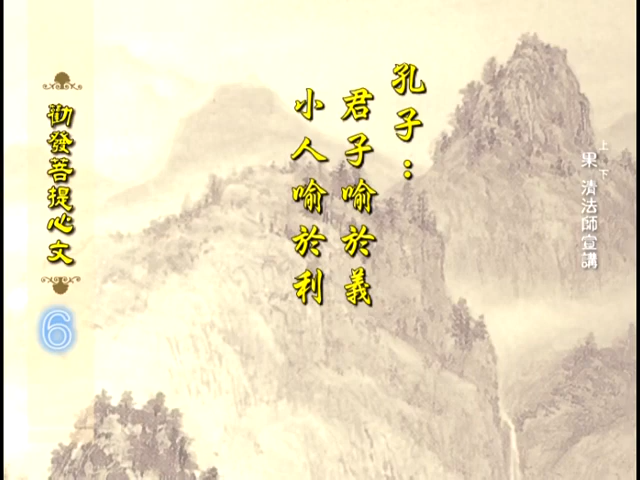 孔子：
君子喻於義
小人喻於利
上下
果清法師宣講
勸發菩提心文
6